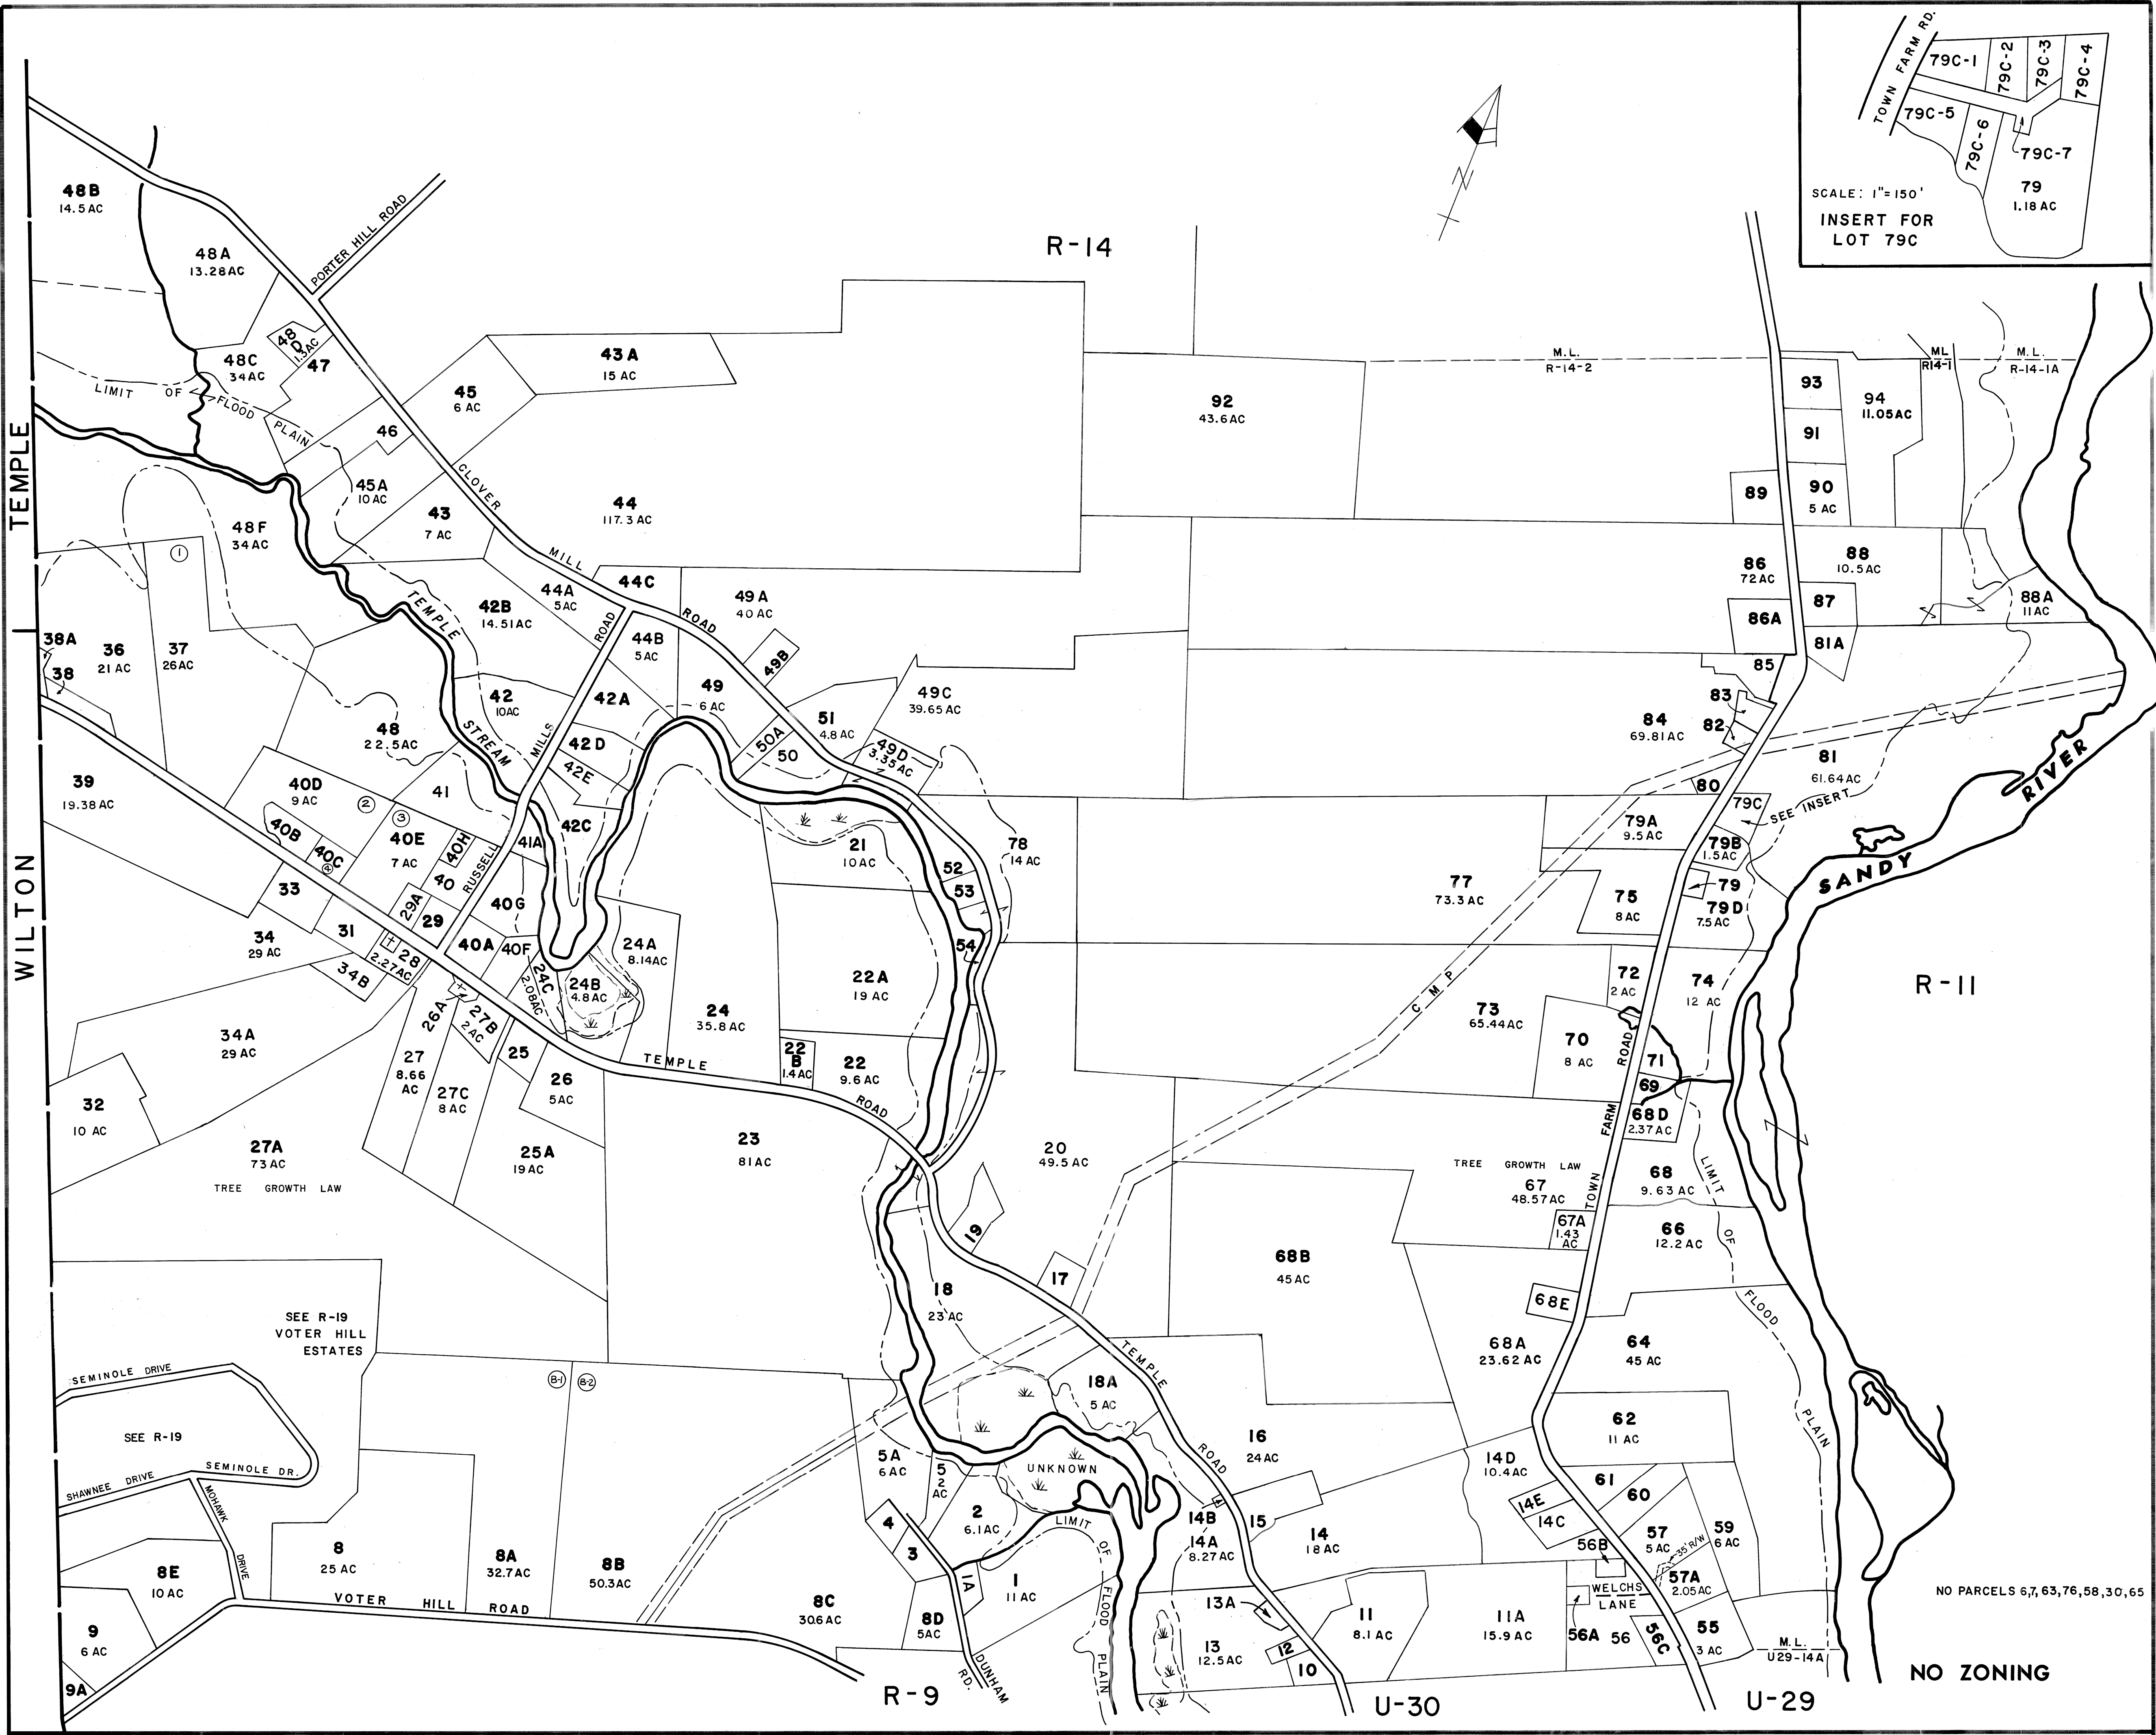 TOWN FARM RD.
79C-1
79C-2
79C-3
79C-4
79C-5
79C-6
79C-7
79
1.18 AC
SCALE: 1"=150'
INSERT FOR
LOT 79C
R-14
N
TEMPLE
WILTON
48B
14.5 AC
48A
13.28 AC
PORTER HILL ROAD
48C
34 AC
48
D
1.3 AC
47
LIMIT OF FLOOD PLAIN
45
6 AC
43A
15 AC
46
45A
10 AC
43
7 AC
CLOVER MILL ROAD
44
117.3 AC
48F
34 AC
1
92
43.6 AC
M.L.
R-14-2
ML
R14-1
M.L.
R-14-1A
93
94
11.05 AC
91
89
90
5 AC
86
72 AC
88
10.5 AC
86A
87
88A
11 AC
81A
85
83
82
84
69.81 AC
81
61.64 AC
80
79C
SEE INSERT
SANDY RIVER
38A
38
36
21 AC
37
26 AC
TEMPLE STREAM
42B
14.51 AC
44A
5 AC
44C
49A
40 AC
44B
5 AC
49B
42
10 AC
42A
49
6 AC
51
4.8 AC
49C
39.65 AC
48
22.5 AC
42D
42E
50A
50
49D
3.35 AC
RUSSELL MILLS ROAD
39
19.38 AC
40D
9 AC
2
3
41
40B
40C
4
40E
7 AC
40H
40
41A
42C
21
10 AC
52
53
78
14 AC
79A
9.5 AC
79B
1.5 AC
79
79D
7.5 AC
77
73.3 AC
75
8 AC
33
31
29A
29
40G
34
29 AC
34B
28
2.27 AC
40A
40F
24C
2.08 AC
24B
4.8 AC
24A
8.14 AC
54
22A
19 AC
CMP
72
2 AC
74
12 AC
R-11
73
65.44 AC
70
8 AC
71
69
26A
27B
2 AC
24
35.8 AC
34A
29 AC
27
8.66
AC
25
26
5 AC
TEMPLE ROAD
22
B
1.4 AC
22
9.6 AC
32
10 AC
27C
8 AC
27A
73 AC
TREE GROWTH LAW
25A
19 AC
23
81 AC
20
49.5 AC
68D
2.37 AC
TREE GROWTH LAW
67
48.57 AC
68
9.63 AC
TOWN FARM ROAD
67A
1.43
AC
66
12.2 AC
LIMIT OF FLOOD PLAIN
19
17
68B
45 AC
18
23 AC
68E
68A
23.62 AC
64
45 AC
SEE R-19
VOTER HILL
ESTATES
SEMINOLE DRIVE
SEE R-19
SEMINOLE DR.
SHAWNEE DRIVE
MOHAWK DRIVE
8-1
8-2
TEMPLE ROAD
18A
5 AC
62
11 AC
16
24 AC
14D
10.4 AC
5A
6 AC
5
2
AC
UNKNOWN
61
60
14E
14C
4
3
2
6.1 AC
LIMIT OF FLOOD PLAIN
14B
14A
8.27 AC
15
14
18 AC
57
5 AC
35' R/W
59
6 AC
56B
57A
2.05 AC
8E
10 AC
8
25 AC
8A
32.7 AC
8B
50.3 AC
VOTER HILL ROAD
8C
30.6 AC
8D
5 AC
1A
1
11 AC
DUNHAM RD.
WELCHS
LANE
NO PARCELS 6,7,63,76,58,30,65
9
6 AC
9A
13A
13
12.5 AC
12
10
11
8.1 AC
11A
15.9 AC
56A
56
56C
55
3 AC
M.L.
U29-14A
NO ZONING
R-9
U-30
U-29